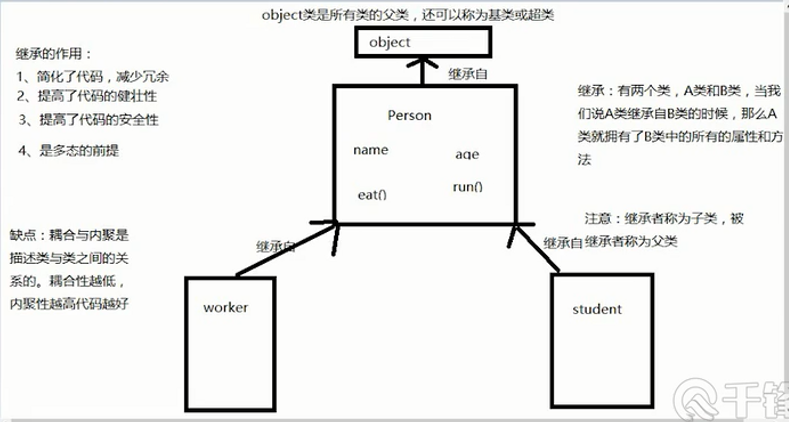 object类是所有类的父类，还可以称为基类或超类
object
继承自
继承的作用：
1、简化了代码，减少冗余
2、提高了代码的健壮性
3、提高了代码的安全性
4、是多态的前提
Person
name
age
eat()
run()
继承：有两个类，A类和B类，当我
们说A类继承自B类的时候，那么A
类就拥有了B类中的所有的属性和方
法
注意：继承者称为子类，被
继承者称为父类
缺点：耦合与内聚是
描述类与类之间的关
系的。耦合性越低，
内聚性越高代码越好
继承自
继承自
worker
student
千锋